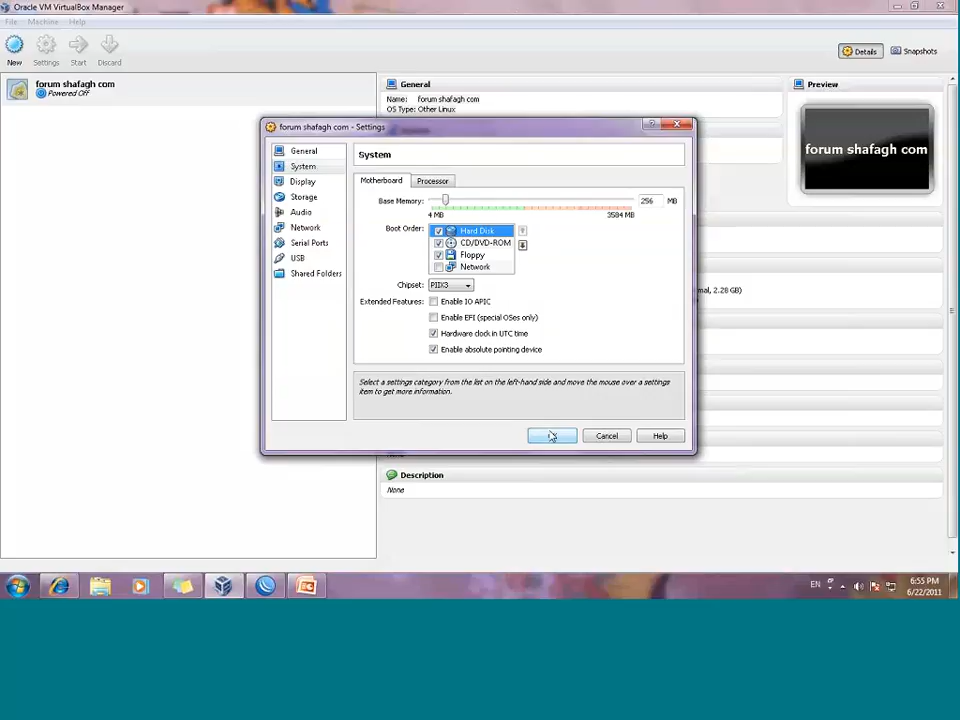 Oracle VM VirtualBox Manager
File Machine Help
New Settings Start Discard
Details Snapshots
forum shafagh com
Powered Off
General
Name: forum shafagh com
OS Type: Other Linux
Preview
forum shafagh com
forum shafagh com - Settings
General
System
Display
Storage
Audio
Network
Serial Ports
USB
Shared Folders
System
Motherboard Processor
Base Memory: 256 MB
4 MB 3584 MB
Boot Order: Hard Disk
CD/DVD-ROM
Floppy
Network
Chipset: PIIX3
Extended Features: Enable IO APIC
Enable EFI (special OSes only)
Hardware clock in UTC time
Enable absolute pointing device
Select a settings category from the list on the left-hand side and move the mouse over a settings
item to get more information.
Cancel Help
mal, 2.28 GB)
Description
None
EN
6:55 PM
6/22/2011